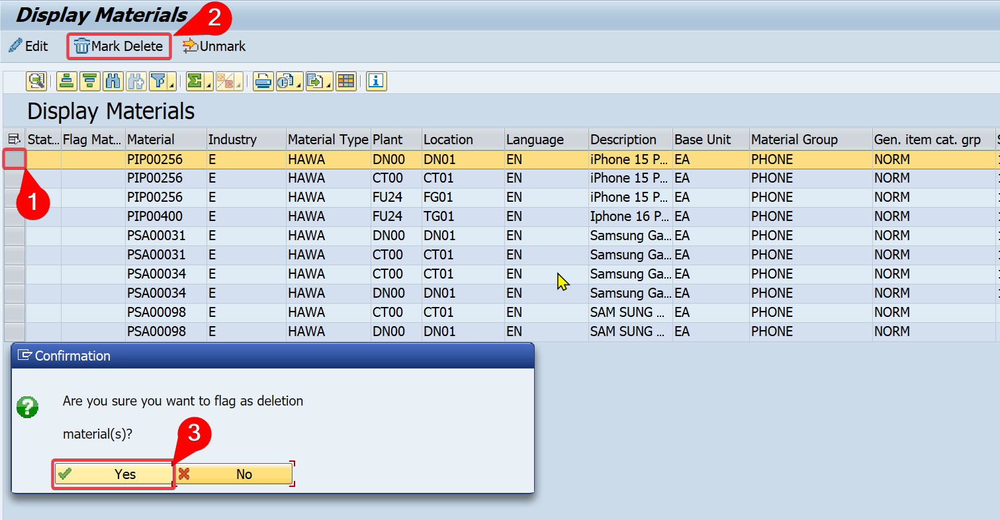 Display Materials
2
Edit Mark Delete Unmark
Display Materials
Stat... Flag Mat... Material Industry Material Type Plant Location Language Description Base Unit Material Group Gen. item cat. grp
PIP00256 E HAWA DN00 DN01 EN iPhone 15 P... EA PHONE NORM
PIP00256 E HAWA CT00 CT01 EN iPhone 15 P... EA PHONE NORM
PIP00256 E HAWA FU24 FG01 EN iPhone 15 P... EA PHONE NORM
1
PIP00400 E HAWA FU24 TG01 EN Iphone 16 P... EA PHONE NORM
PSA00031 E HAWA DN00 DN01 EN Samsung Ga... EA PHONE NORM
PSA00031 E HAWA CT00 CT01 EN Samsung Ga... EA PHONE NORM
PSA00034 E HAWA CT00 CT01 EN Samsung Ga... EA PHONE NORM
PSA00034 E HAWA DN00 DN01 EN Samsung Ga... EA PHONE NORM
PSA00098 E HAWA CT00 CT01 EN SAM SUNG ... EA PHONE NORM
PSA00098 E HAWA DN00 DN01 EN SAM SUNG ... EA PHONE NORM
Confirmation
Are you sure you want to flag as deletion
material(s)?
3
Yes No